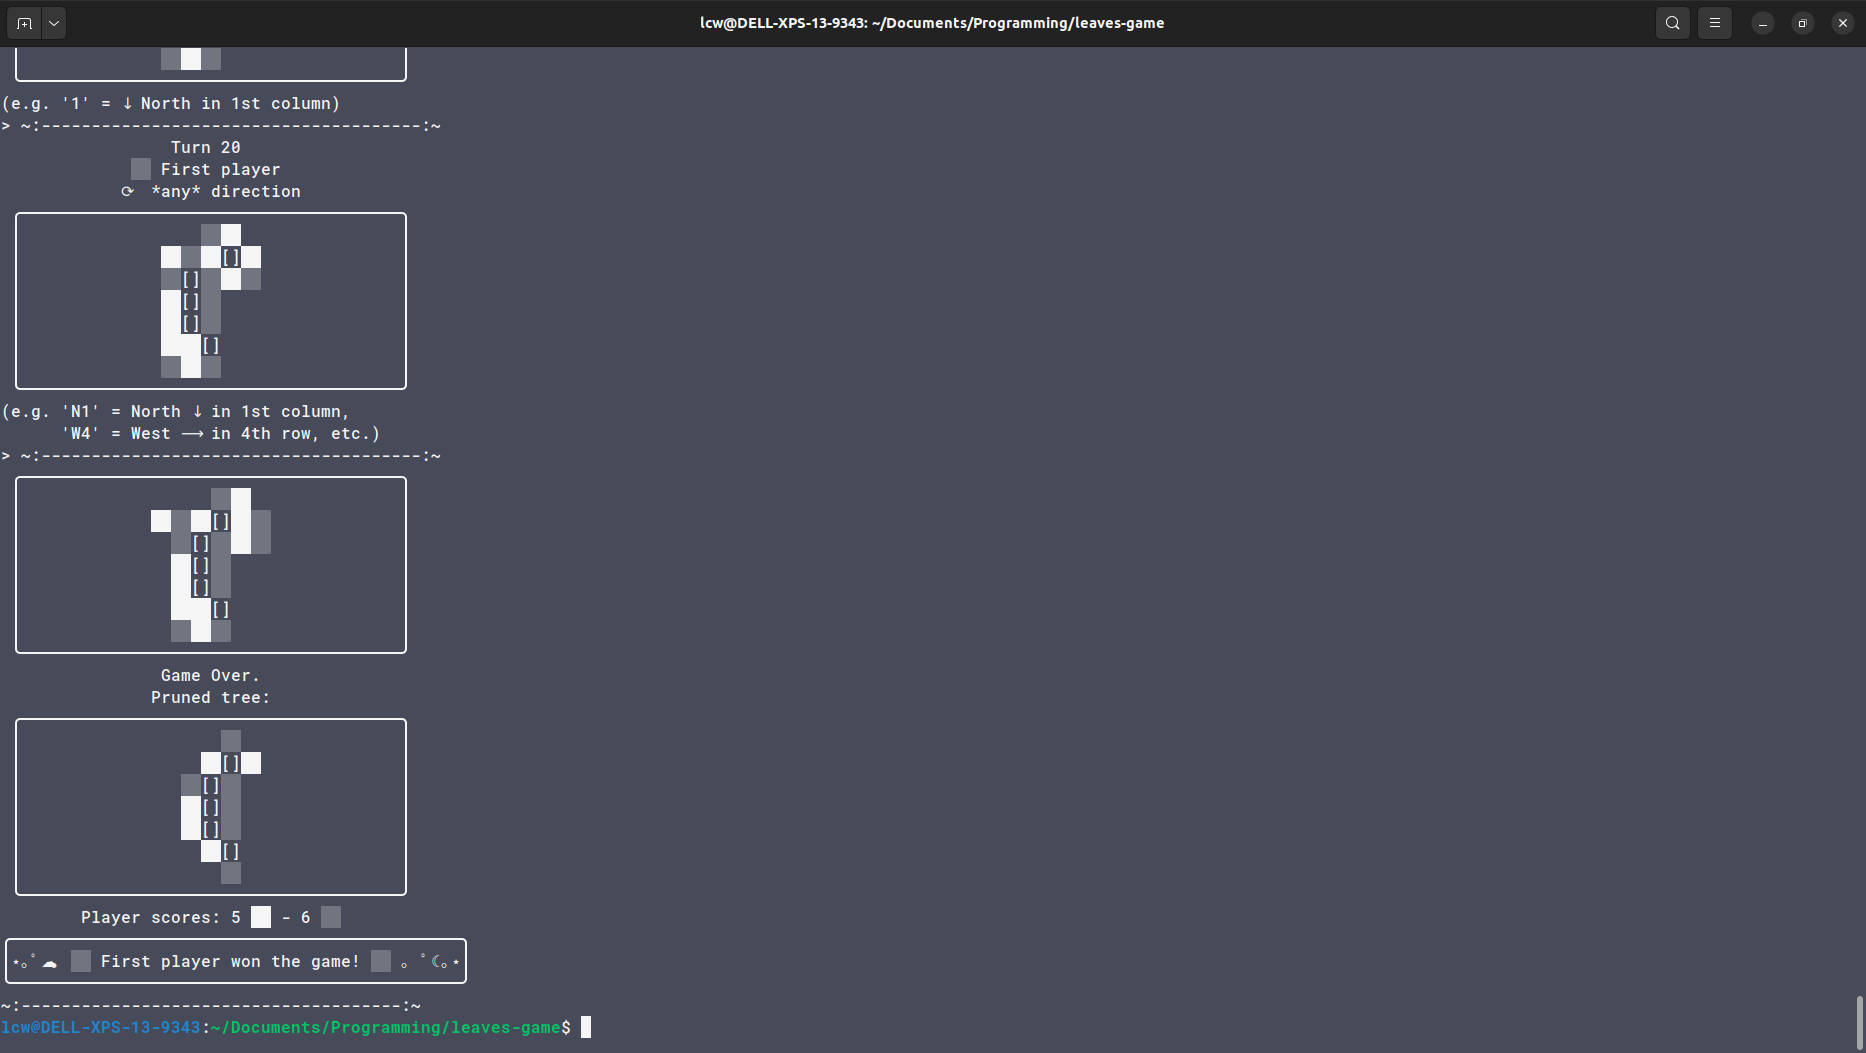 lcw@DELL-XPS-13-9343: ~/Documents/Programming/leaves-game
(e.g. '1' = ↓ North in 1st column)
> ~:--------------------------------------:~
Turn 20
First player
⟳ *any* direction
[]
[]
[]
[]
[]
(e.g. 'N1' = North ↓ in 1st column,
'W4' = West ⟶ in 4th row, etc.)
> ~:--------------------------------------:~
[]
[]
[]
[]
[]
Game Over.
Pruned tree:
[]
[]
[]
[]
[]
Player scores: 5 - 6
⋆｡˚☁ First player won the game! ｡ ˚☾｡⋆
~:--------------------------------------:~
lcw@DELL-XPS-13-9343:~/Documents/Programming/leaves-game$